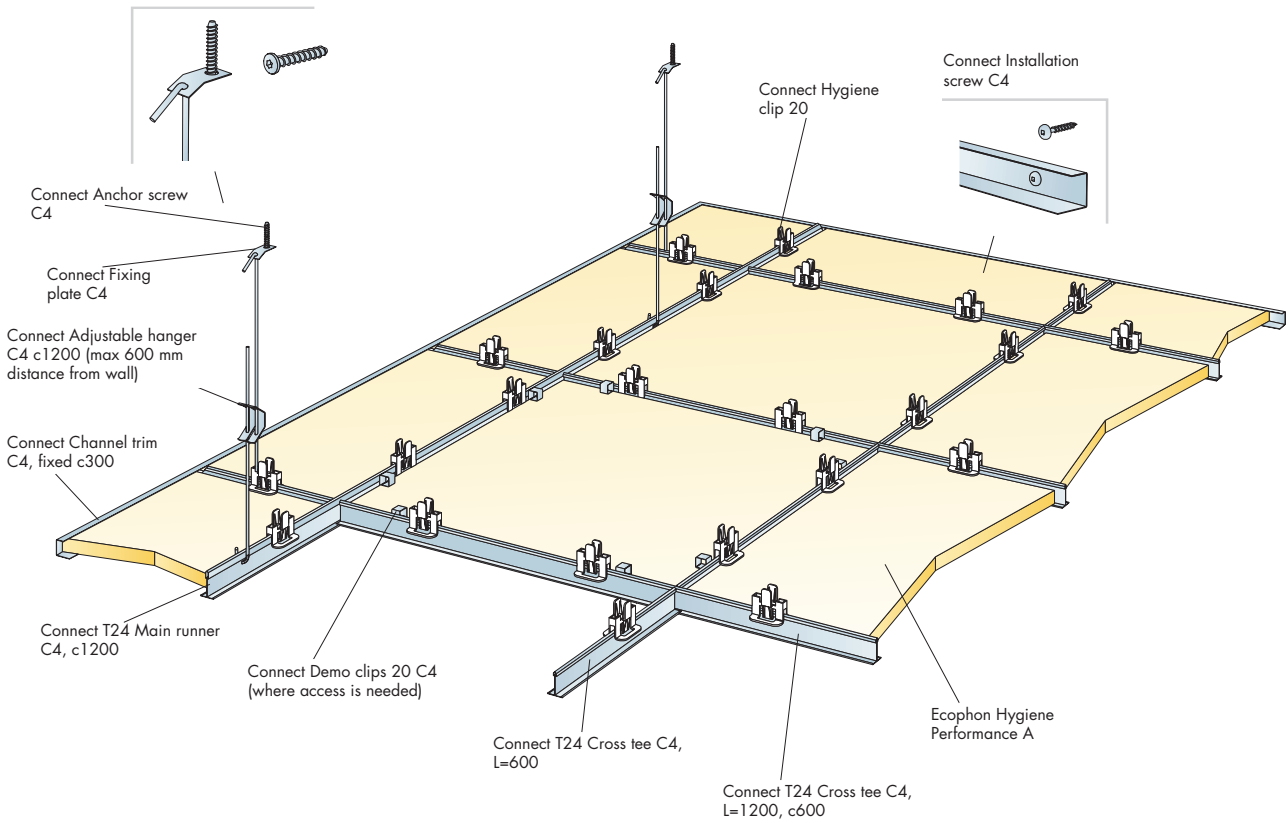 Connect Installation
screw C4
Connect Hygiene
clip 20
Connect Anchor screw
C4
Connect Fixing
plate C4
Connect Adjustable hanger
C4 c1200 (max 600 mm
distance from wall)
Connect Channel trim
C4, fixed c300
Connect T24 Main runner
C4, c1200
Connect Demo clips 20 C4
(where access is needed)
Connect T24 Cross tee C4,
L=600
Connect T24 Cross tee C4,
L=1200, c600
Ecophon Hygiene
Performance A